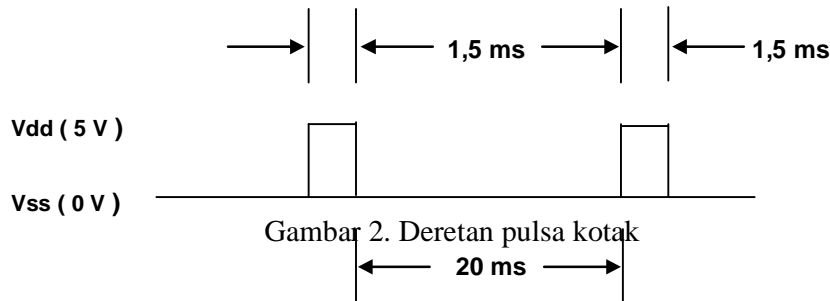 1,5 ms 1,5 ms
Vdd ( 5 V )
Vss ( 0 V )
Gambar 2. Deretan pulsa kotak
20 ms